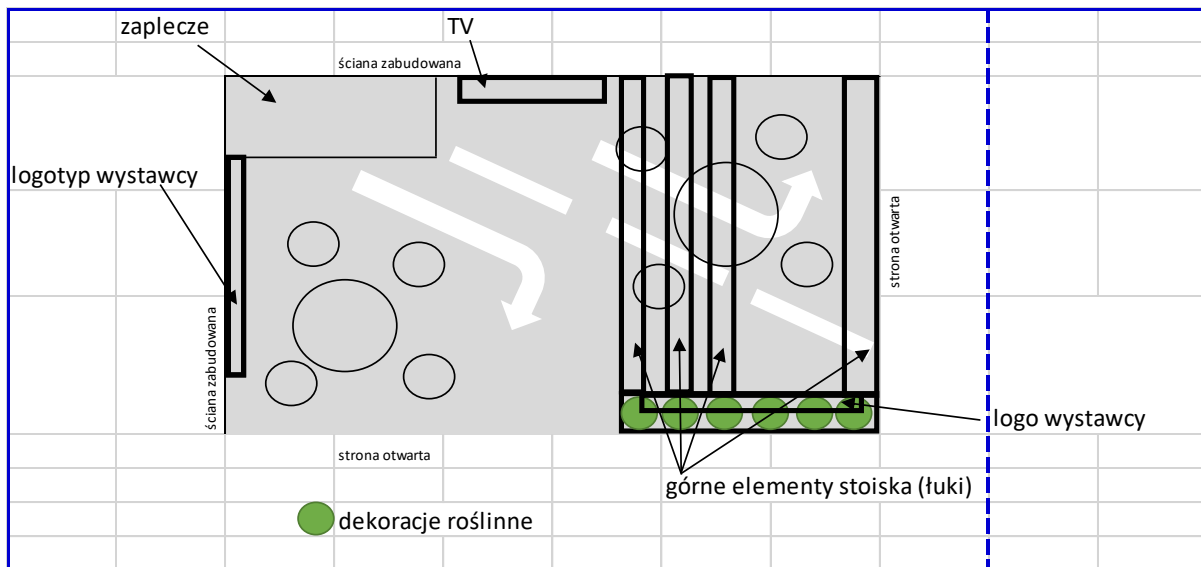 zaplecze
TV
ściana zabudowana
logotyp wystawcy
strona otwarta
ściana zabudowana
logo wystawcy
strona otwarta
górne elementy stoiska (łuki)
dekoracje roślinne